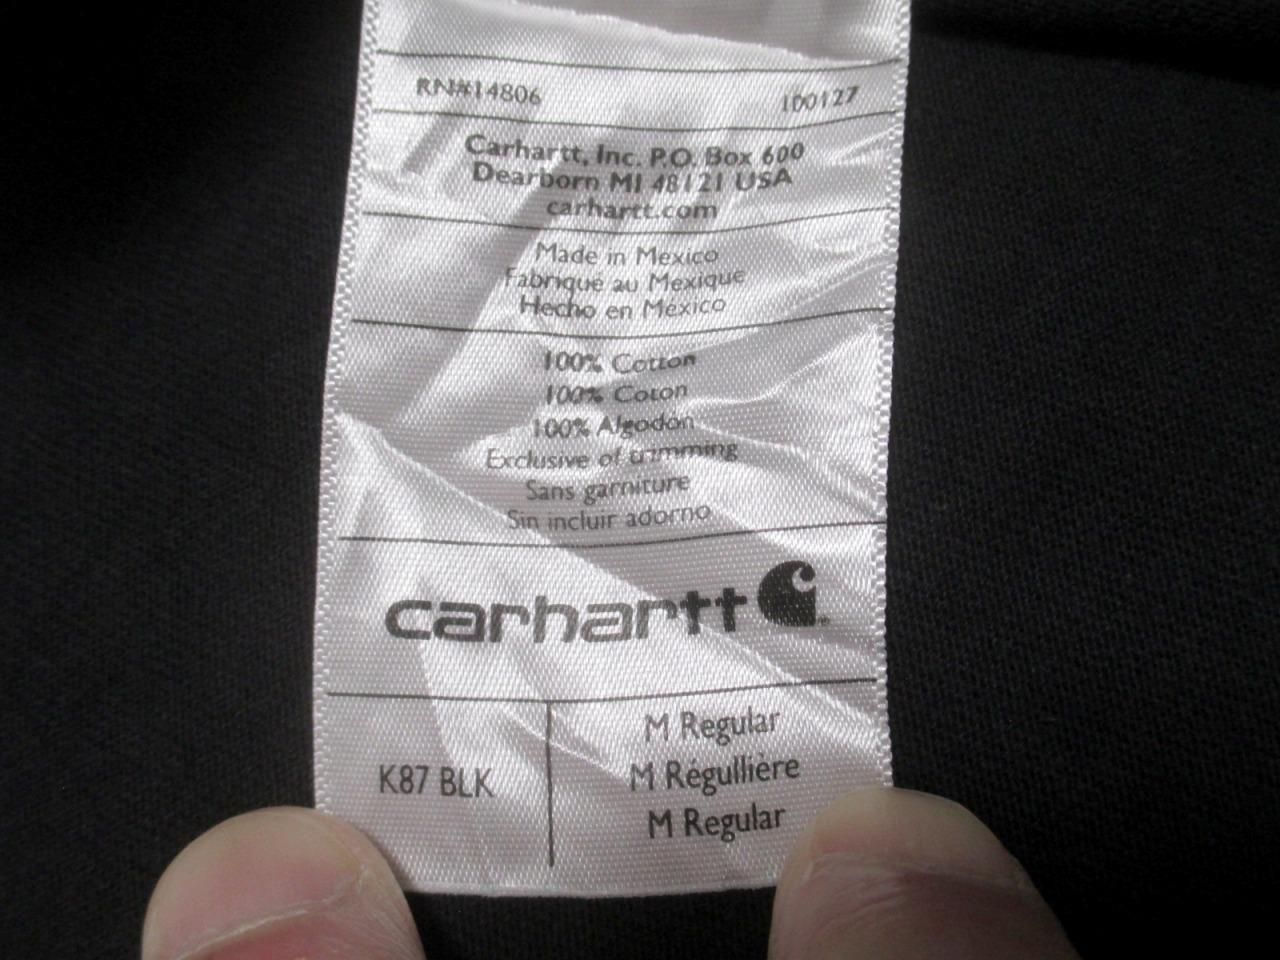 RN#14806 100127
Carhartt, Inc. P.O. Box 600
Dearborn MI 48121 USA
carhartt.com
Made in Mexico
Fabriqué au Mexique
Hecho en México
100% Cotton
100% Coton
100% Algodón
Exclusive of trimming
Sans garniture
Sin incluir adorno
carhartt
K87 BLK
M Regular
M Régullière
M Regular